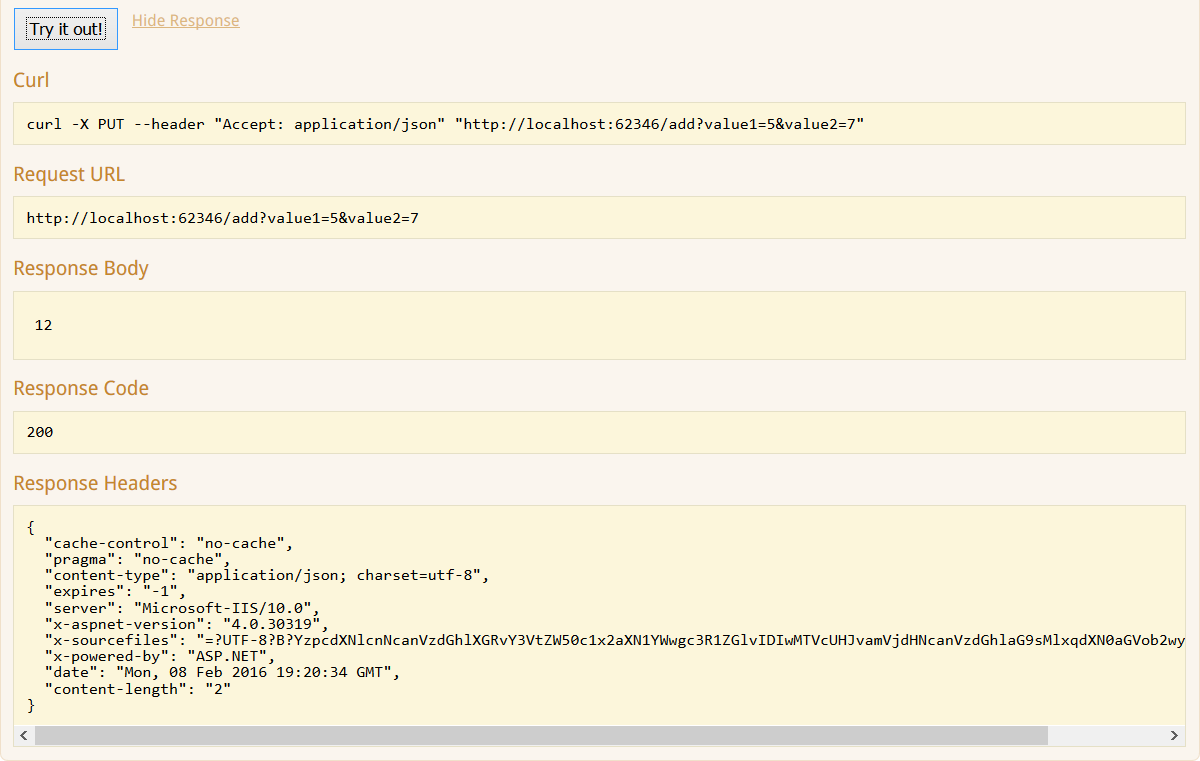 Try it out!
Hide Response
Curl
curl -X PUT --header "Accept: application/json" "http://localhost:62346/add?value1=5&value2=7"
Request URL
http://localhost:62346/add?value1=5&value2=7
Response Body
12
Response Code
200
Response Headers
{
"cache-control": "no-cache",
"pragma": "no-cache",
"content-type": "application/json; charset=utf-8",
"expires": "-1",
"server": "Microsoft-IIS/10.0",
"x-aspnet-version": "4.0.30319",
"x-sourcefiles": "=?UTF-8?B?YzpcdXNlcnNcanVzdGhlXGRvY3VtZW50c1x2aXN1YWwgc3R1ZGlvIDIwMTVcUHJvamVjdHNcanVzdGhlaG9sMlxqdXN0aGVob2wy
"x-powered-by": "ASP.NET",
"date": "Mon, 08 Feb 2016 19:20:34 GMT",
"content-length": "2"
}